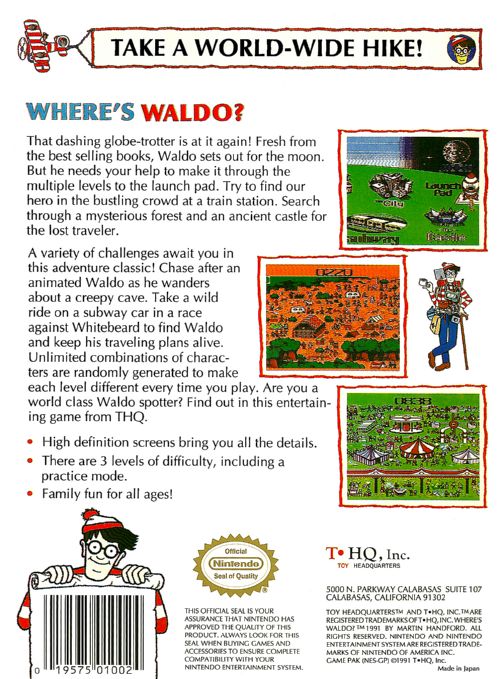 TAKE A WORLD-WIDE HIKE!
WHERE'S WALDO?
That dashing globe-trotter is at it again! Fresh from
the best selling books, Waldo sets out for the moon.
But he needs your help to make it through the
multiple levels to the launch pad. Try to find our
hero in the bustling crowd at a train station. Search
through a mysterious forest and an ancient castle for
the lost traveler.
A variety of challenges await you in
this adventure classic! Chase after an
animated Waldo as he wanders
about a creepy cave. Take a wild
ride on a subway car in a race
against Whitebeard to find Waldo
and keep his traveling plans alive.
Unlimited combinations of charac-
ters are randomly generated to make
each level different every time you play. Are you a
world class Waldo spotter? Find out in this entertain-
ing game from THQ.
• High definition screens bring you all the details.
• There are 3 levels of difficulty, including a
practice mode.
• Family fun for all ages!
Launch
Pad
The City
Subway
Castle
0220
0838
0 19575 01002
Official
Nintendo
Seal of Quality
THIS OFFICIAL SEAL IS YOUR
ASSURANCE THAT NINTENDO HAS
APPROVED THE QUALITY OF THIS
PRODUCT. ALWAYS LOOK FOR THIS
SEAL WHEN BUYING GAMES AND
ACCESSORIES TO ENSURE COMPLETE
COMPATIBILITY WITH YOUR
NINTENDO ENTERTAINMENT SYSTEM.
T•HQ, Inc.
TOY HEADQUARTERS
5000 N. PARKWAY CALABASAS SUITE 107
CALABASAS, CALIFORNIA 91302
TOY HEADQUARTERS™ AND T•HQ, INC.™ ARE
REGISTERED TRADEMARKS OF T•HQ, INC. WHERE'S
WALDO?™ 1991 BY MARTIN HANDFORD. ALL
RIGHTS RESERVED. NINTENDO AND NINTENDO
ENTERTAINMENT SYSTEM ARE REGISTERED TRADE-
MARKS OF NINTENDO OF AMERICA INC.
GAME PAK (NES-GP) ©1991 T•HQ, Inc.
Made in Japan